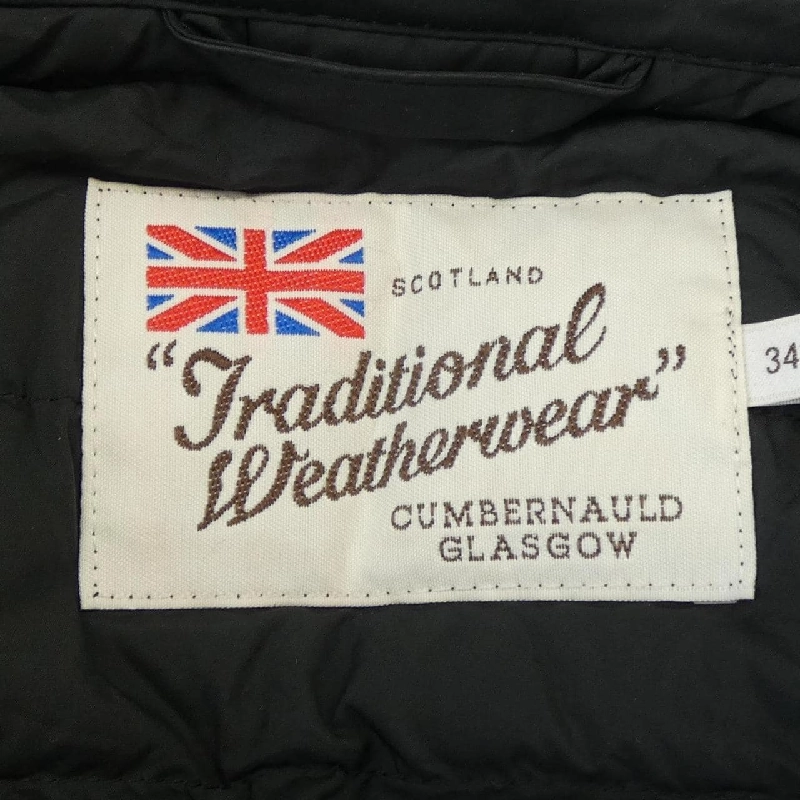 SCOTLAND
“Traditional
Weatherwear”
CUMBERNAULD
GLASGOW
34